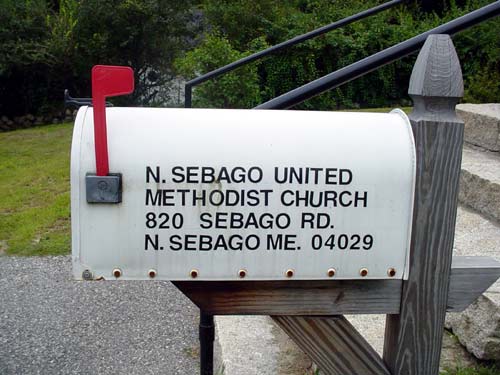 N. SEBAGO UNITED
METHODIST CHURCH
820 SEBAGO RD.
N. SEBAGO ME. 04029